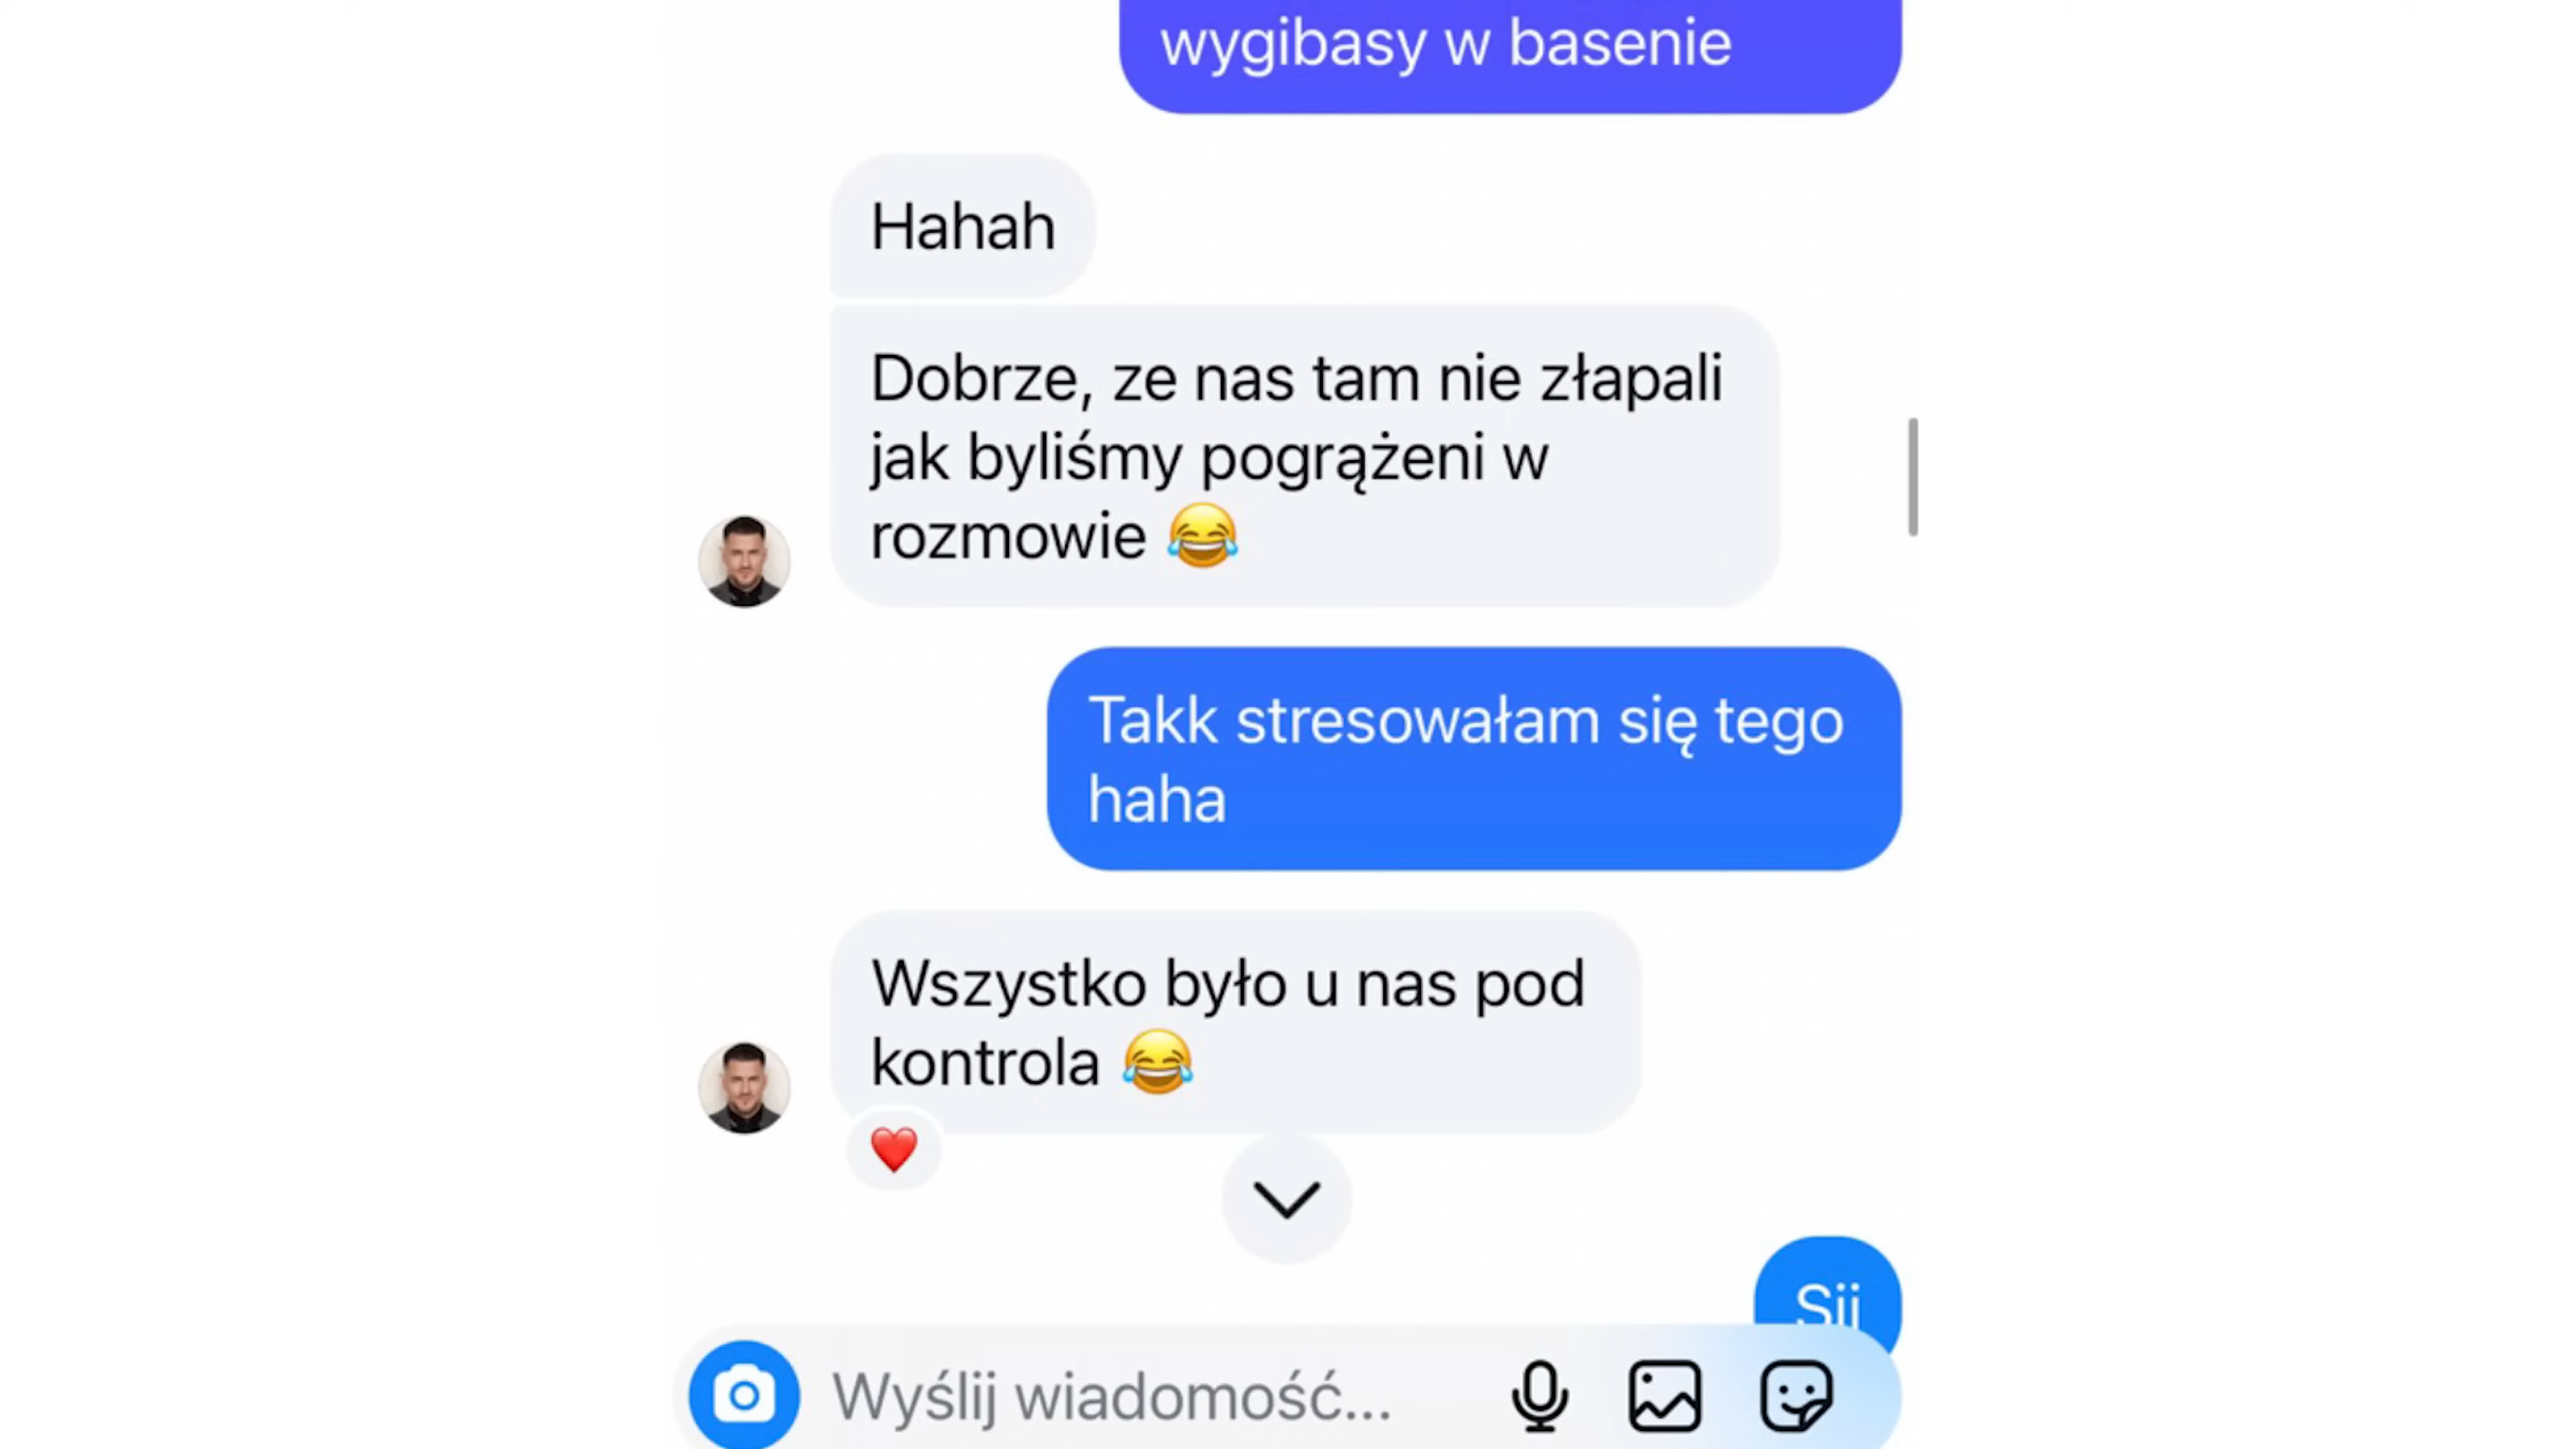 wygibasy w basenie
Hahah
Dobrze, ze nas tam nie złapali
jak byliśmy pogrążeni w
rozmowie 😂
Takk stresowałam się tego
haha
Wszystko było u nas pod
kontrola 😂
❤️
Sij
Wyślij wiadomość...